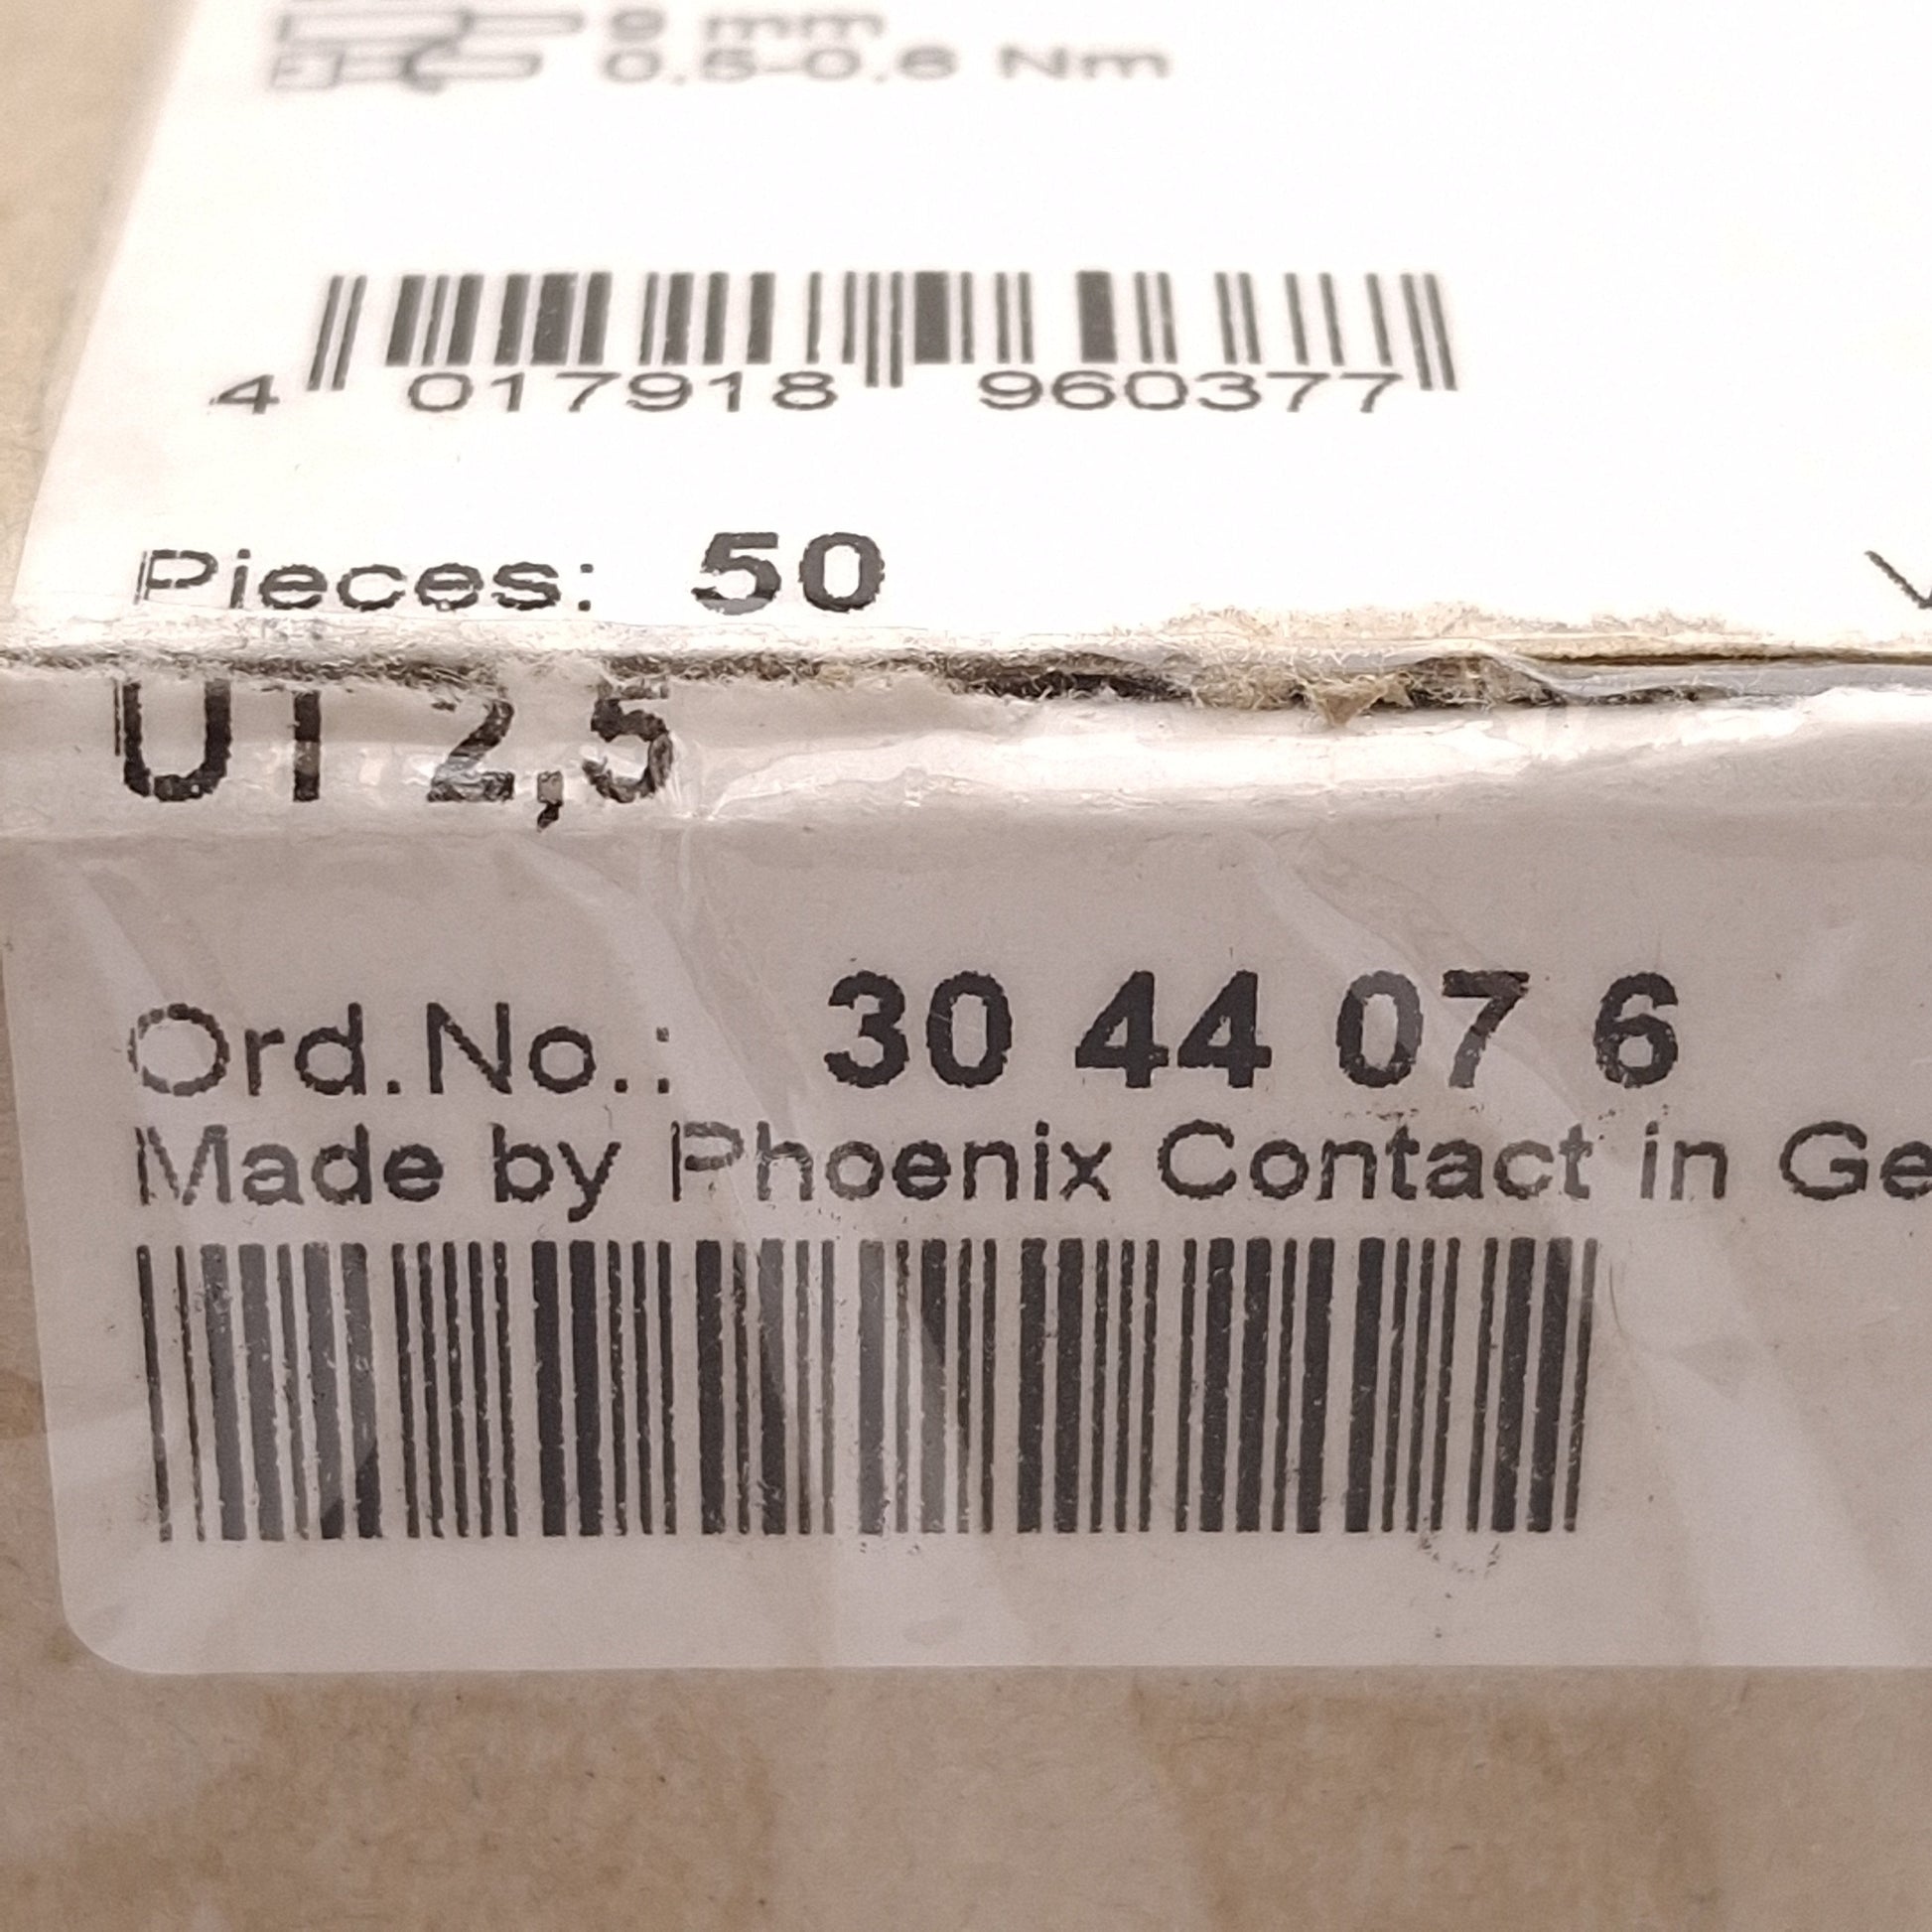 9 mm
0,5-0,6 Nm
4 017918 960377
Pieces: 50
UT 2,5
Ord.No.: 30 44 07 6
Made by Phoenix Contact in Ge